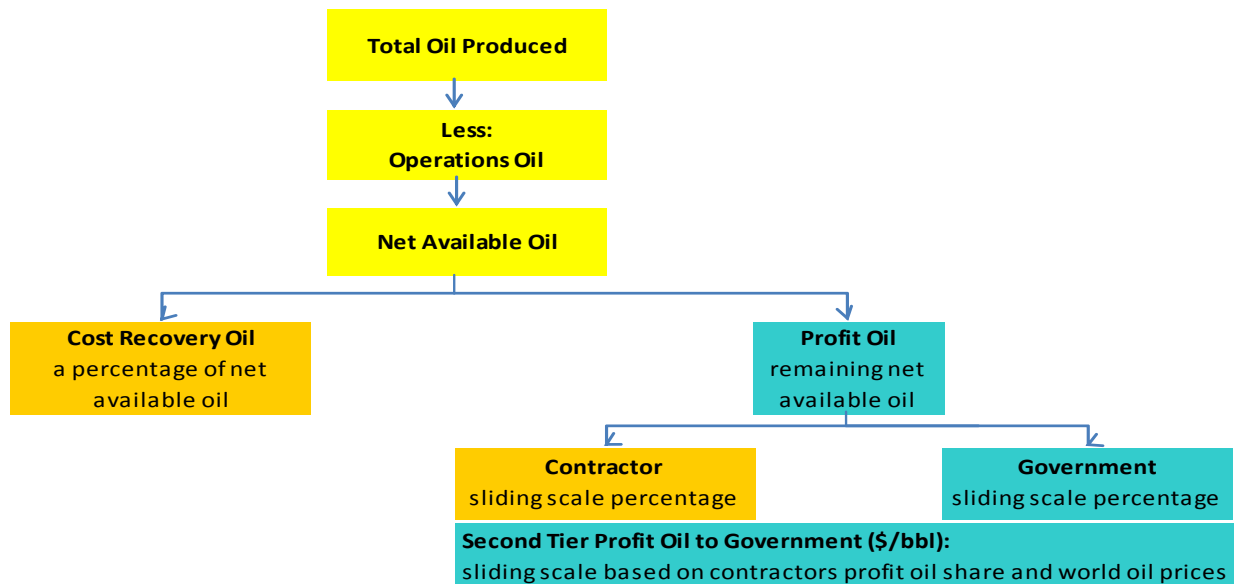 Total Oil Produced
Less:
Operations Oil
Net Available Oil
Cost Recovery Oil
a percentage of net
available oil
Profit Oil
remaining net
available oil
Contractor
sliding scale percentage
Government
sliding scale percentage
Second Tier Profit Oil to Government ($/bbl):
sliding scale based on contractors profit oil share and world oil prices